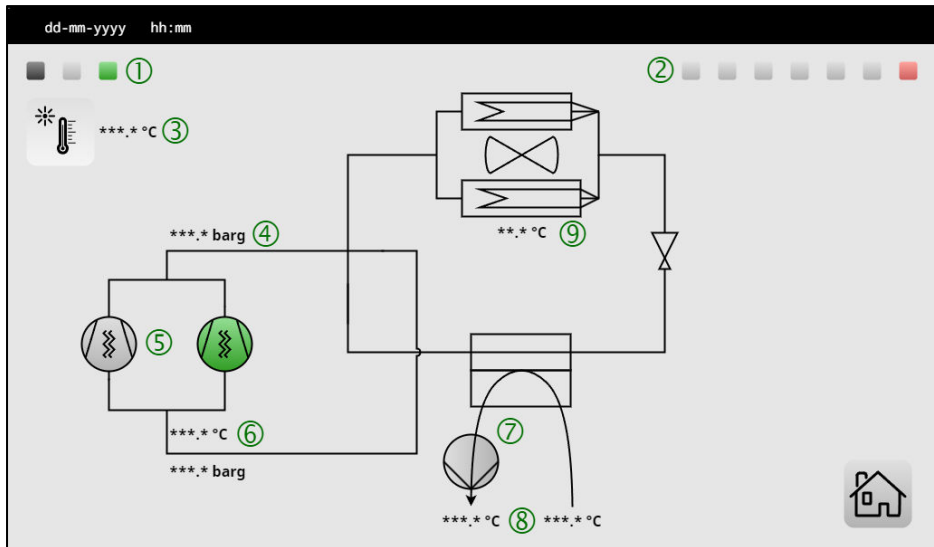 dd-mm-yyyy hh:mm
① ②
***.* °C ③
***.* barg ④
**.* °C ⑨
⑤
***.* °C ⑥
***.* barg
⑦
***.* °C ⑧ ***.* °C